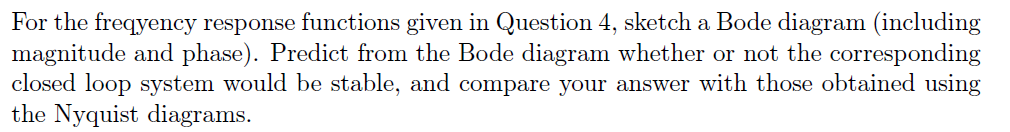 For the freqyency response functions given in Question 4, sketch a Bode diagram (including
magnitude and phase). Predict from the Bode diagram whether or not the corresponding
closed loop system would be stable, and compare your answer with those obtained using
the Nyquist diagrams.